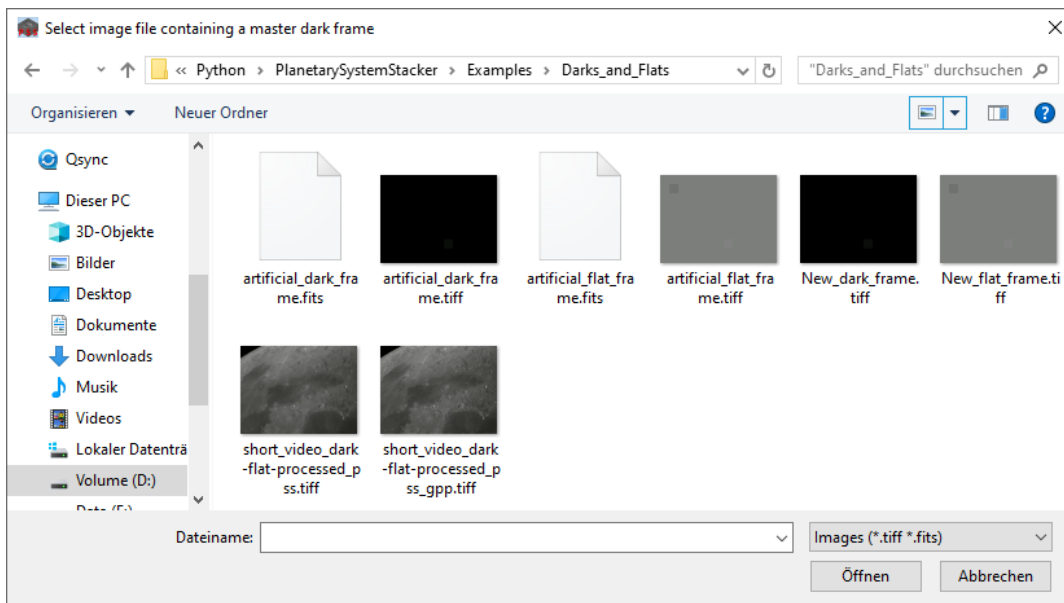 Select image file containing a master dark frame
« Python > PlanetarySystemStacker > Examples > Darks_and_Flats
"Darks_and_Flats" durchsuchen
Organisieren
Neuer Ordner
Qsync
Dieser PC
3D-Objekte
Bilder
Desktop
Dokumente
Downloads
Musik
Videos
Lokaler Datenträ
Volume (D:)
artificial_dark_fra
me.fits
artificial_dark_fra
me.tiff
artificial_flat_fra
me.fits
artificial_flat_fra
me.tiff
New_dark_frame.
tiff
New_flat_frame.ti
ff
short_video_dark
-flat-processed_p
ss.tiff
short_video_dark
-flat-processed_p
ss_gpp.tiff
Dateiname:
Images (*.tiff *.fits)
Öffnen
Abbrechen